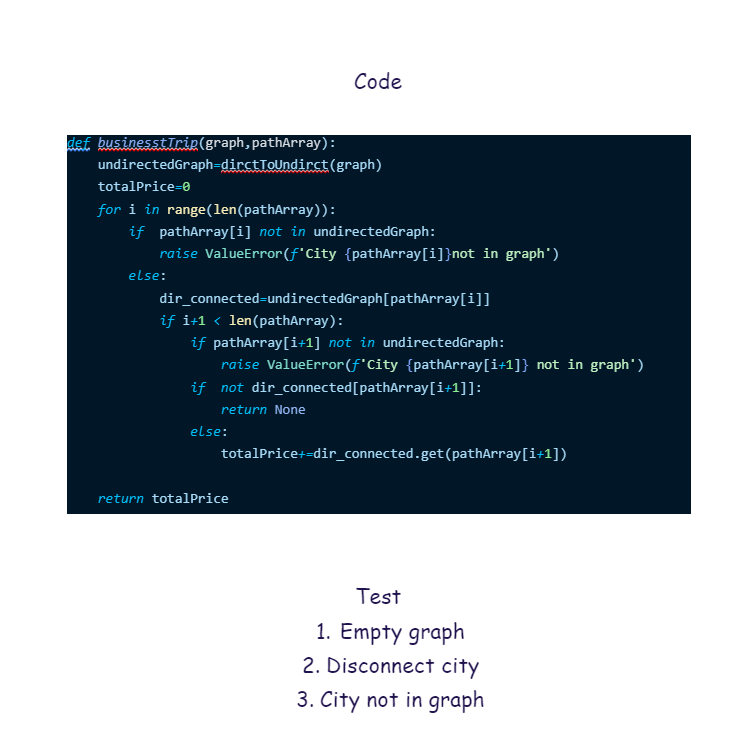 Code
def businesstTrip(graph,pathArray):
    undirectedGraph=dirctToUndirct(graph)
    totalPrice=0
    for i in range(len(pathArray)):
        if  pathArray[i] not in undirectedGraph:
            raise ValueError(f'City {pathArray[i]}not in graph')
        else:
            dir_connected=undirectedGraph[pathArray[i]]
            if i+1 < len(pathArray):
                if pathArray[i+1] not in undirectedGraph:
                    raise ValueError(f'City {pathArray[i+1]} not in graph')
                if  not dir_connected[pathArray[i+1]]:
                    return None
                else:
                    totalPrice+=dir_connected.get(pathArray[i+1])
    return totalPrice
Test
1. Empty graph
2. Disconnect city
3. City not in graph